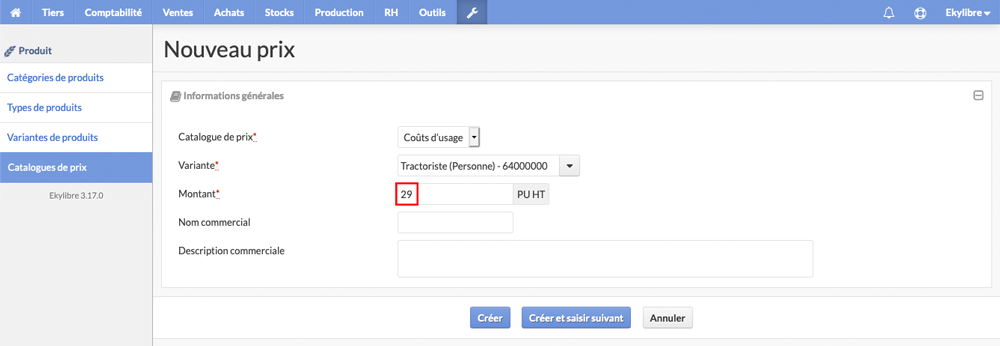 Tiers Comptabilité Ventes Achats Stocks Production RH Outils Ekylibre
Produit
Catégories de produits
Types de produits
Variantes de produits
Catalogues de prix
Ekylibre 3.17.0
Nouveau prix
Informations générales
Catalogue de prix* Coûts d'usage
Variante* Tractoriste (Personne) - 64000000
Montant* 29 PU HT
Nom commercial
Description commerciale
Créer Créer et saisir suivant Annuler